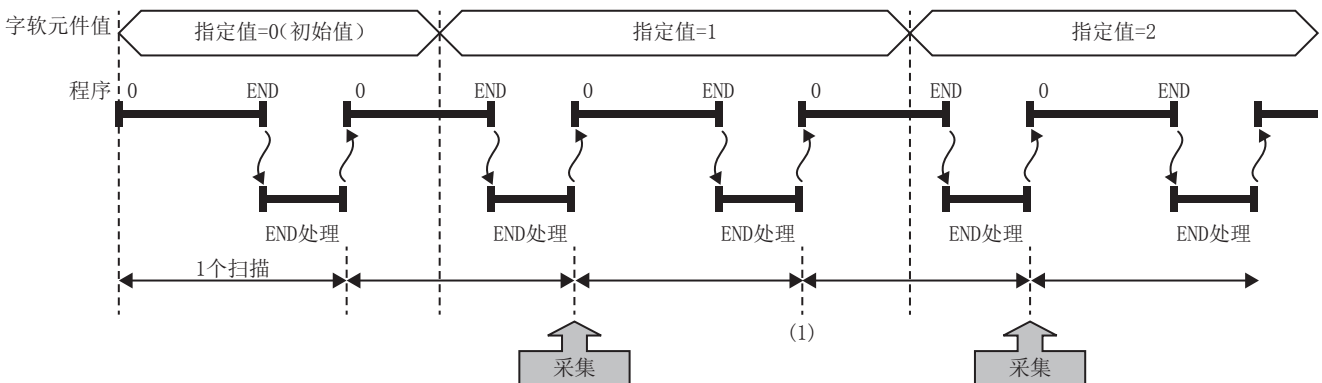 字软元件值 指定值=0(初始值) 指定值=1 指定值=2
程序 0 END 0 END 0 END 0 END 0 END
END处理 END处理 END处理 END处理 END处理
1个扫描
(1)
采集 采集